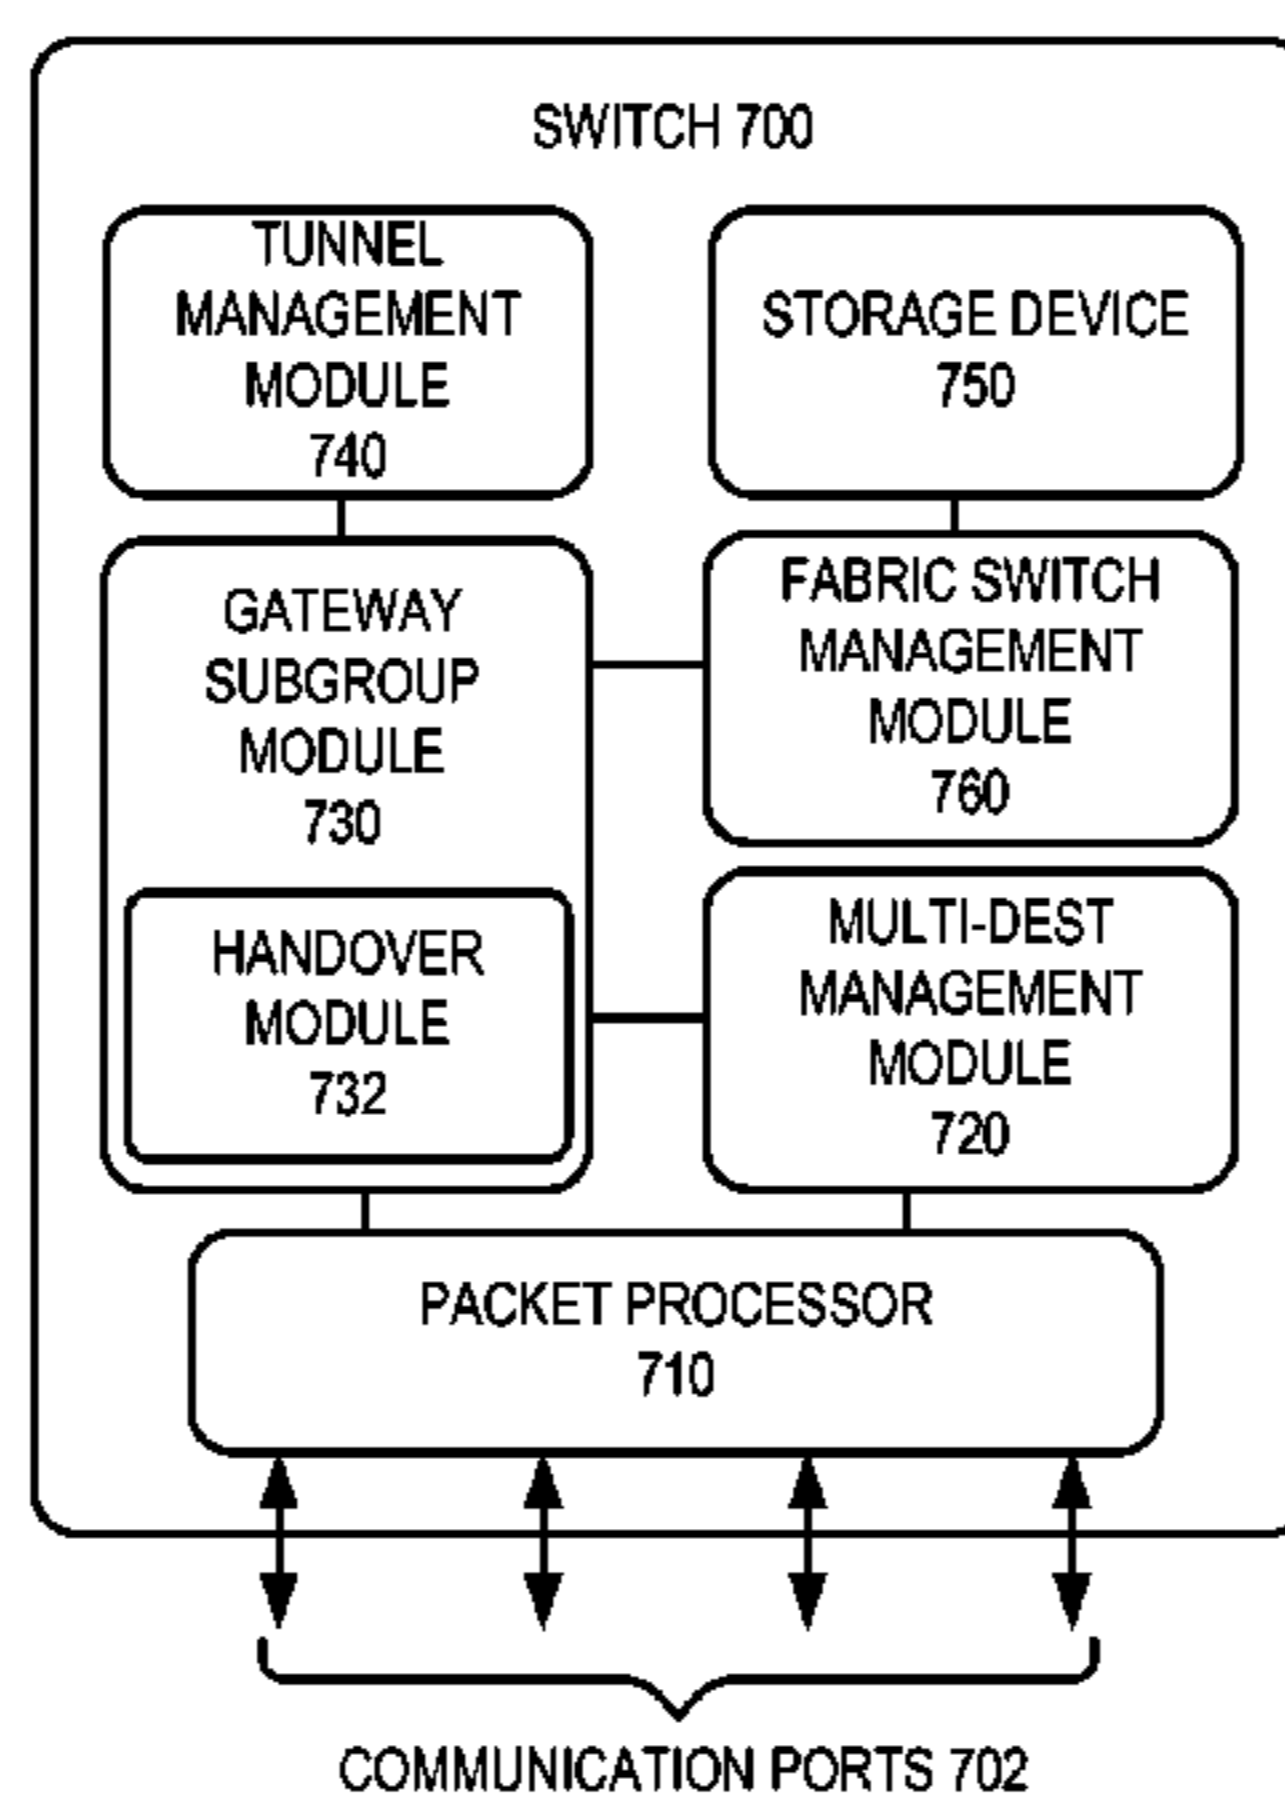 SWITCH 700
TUNNEL
MANAGEMENT
MODULE
740
STORAGE DEVICE
750
GATEWAY
SUBGROUP
MODULE
730
FABRIC SWITCH
MANAGEMENT
MODULE
760
HANDOVER
MODULE
732
MULTI-DEST
MANAGEMENT
MODULE
720
PACKET PROCESSOR
710
COMMUNICATION PORTS 702